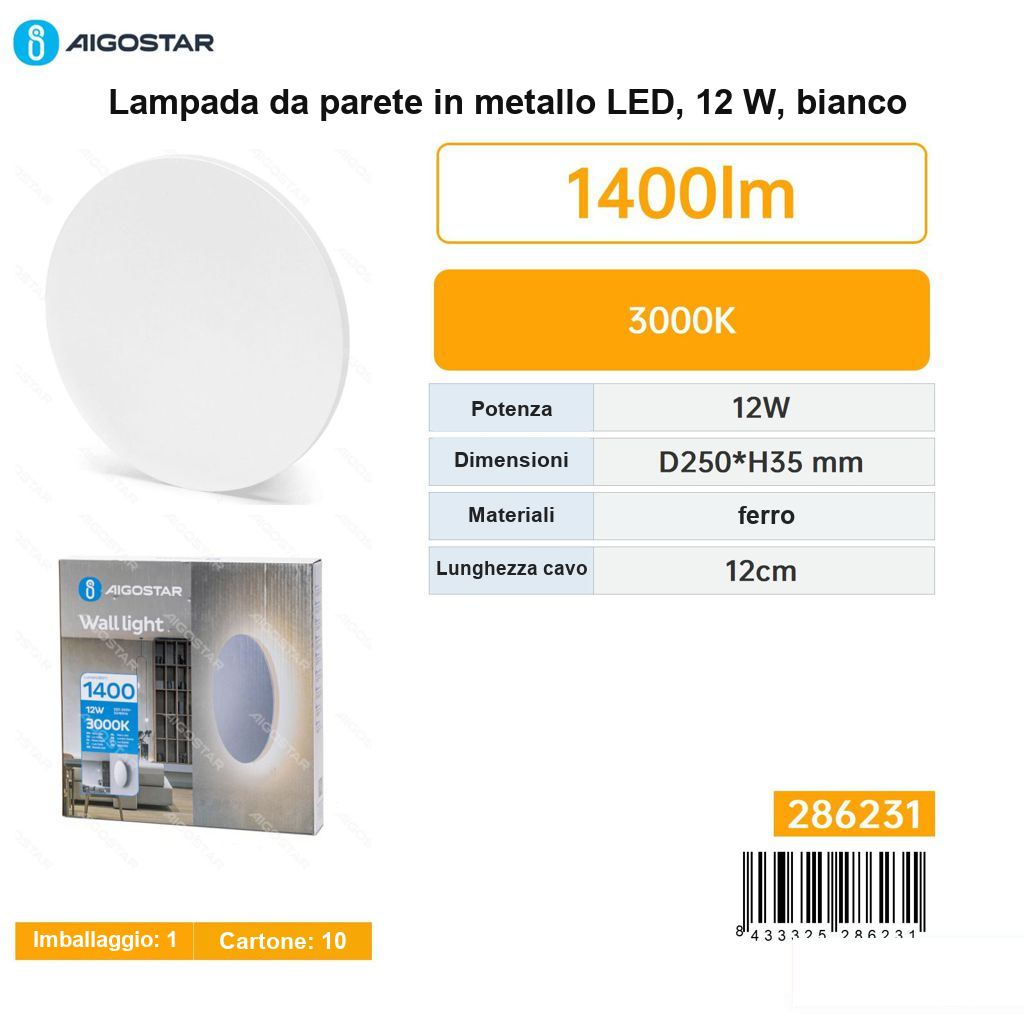 AIGOSTAR
Lampada da parete in metallo LED, 12 W, bianco
1400lm
3000K
Potenza 12W
Dimensioni D250*H35 mm
Materiali ferro
Lunghezza cavo 12cm
AIGOSTAR
Wall light
1400
12W
3000K
286231
8 433325 286231
Imballaggio: 1 Cartone: 10